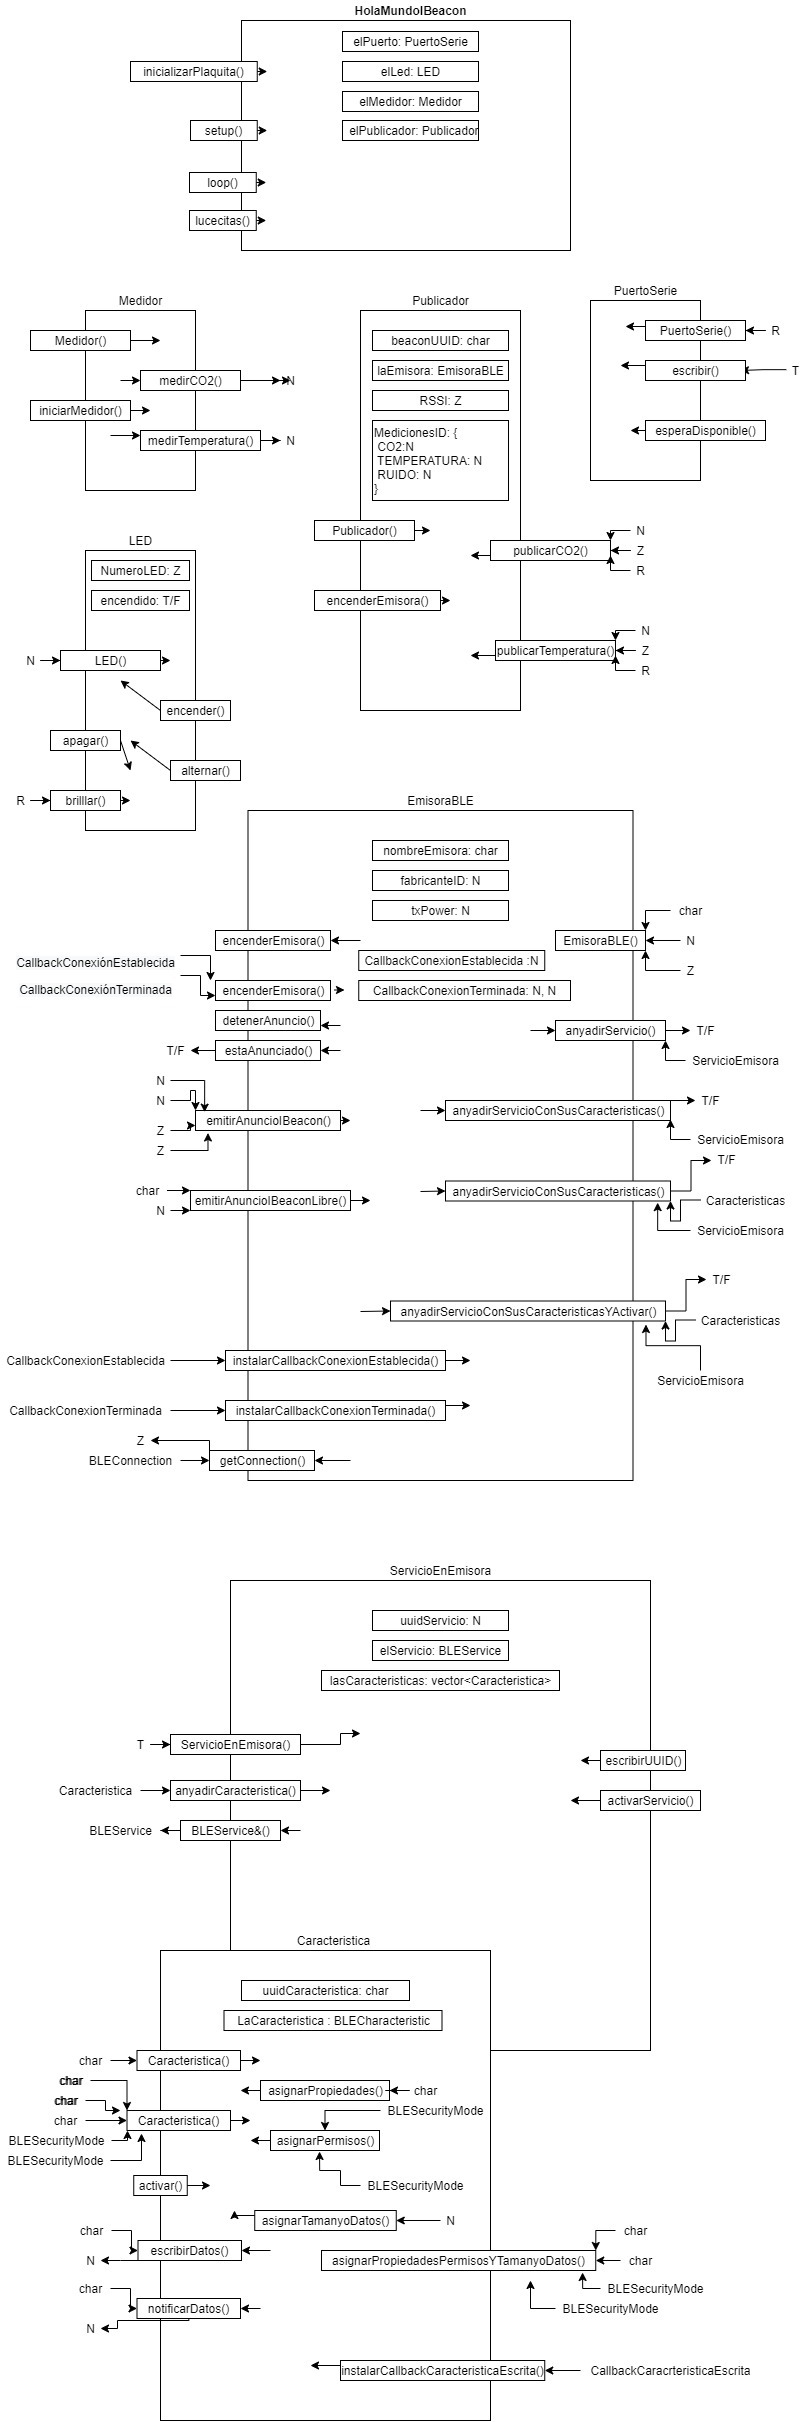 HolaMundoIBeacon
elPuerto: PuertoSerie
inicializarPlaquita()
elLed: LED
elMedidor: Medidor
setup()
elPublicador: Publicador
loop()
lucecitas()
Medidor
Medidor()
medirCO2()
N
iniciarMedidor()
medirTemperatura()
N
Publicador
beaconUUID: char
laEmisora: EmisoraBLE
RSSI: Z
MedicionesID: {
CO2:N
TEMPERATURA: N
RUIDO: N
}
Publicador()
publicarCO2()
N
Z
R
encenderEmisora()
publicarTemperatura()
N
Z
R
PuertoSerie
PuertoSerie()
R
escribir()
T
esperaDisponible()
LED
NumeroLED: Z
encendido: T/F
N
LED()
encender()
apagar()
alternar()
R
brilllar()
EmisoraBLE
nombreEmisora: char
fabricanteID: N
txPower: N
encenderEmisora()
EmisoraBLE()
char
N
Z
CallbackConexiónEstablecida
CallbackConexionEstablecida :N
CallbackConexiónTerminada
encenderEmisora()
CallbackConexionTerminada: N, N
detenerAnuncio()
anyadirServicio()
T/F
ServicioEmisora
T/F
estaAnunciado()
N
N
Z
Z
emitirAnuncioIBeacon()
anyadirServicioConSusCaracteristicas()
T/F
ServicioEmisora
char
N
emitirAnuncioIBeaconLibre()
anyadirServicioConSusCaracteristicas()
T/F
Caracteristicas
ServicioEmisora
anyadirServicioConSusCaracteristicasYActivar()
T/F
Caracteristicas
ServicioEmisora
CallbackConexionEstablecida
instalarCallbackConexionEstablecida()
CallbackConexionTerminada
instalarCallbackConexionTerminada()
Z
BLEConnection
getConnection()
ServicioEnEmisora
uuidServicio: N
elServicio: BLEService
lasCaracteristicas: vector<Caracteristica>
T
ServicioEnEmisora()
escribirUUID()
Caracteristica
anyadirCaracteristica()
activarServicio()
BLEService
BLEService&()
Caracteristica
uuidCaracteristica: char
LaCaracteristica : BLECharacteristic
char
Caracteristica()
char
char
char
BLESecurityMode
BLESecurityMode
Caracteristica()
asignarPropiedades()
char
BLESecurityMode
asignarPermisos()
BLESecurityMode
activar()
asignarTamanyoDatos()
N
char
N
escribirDatos()
asignarPropiedadesPermisosYTamanyoDatos()
char
char
BLESecurityMode
BLESecurityMode
char
N
notificarDatos()
instalarCallbackCaracteristicaEscrita()
CallbackCaracrteristicaEscrita